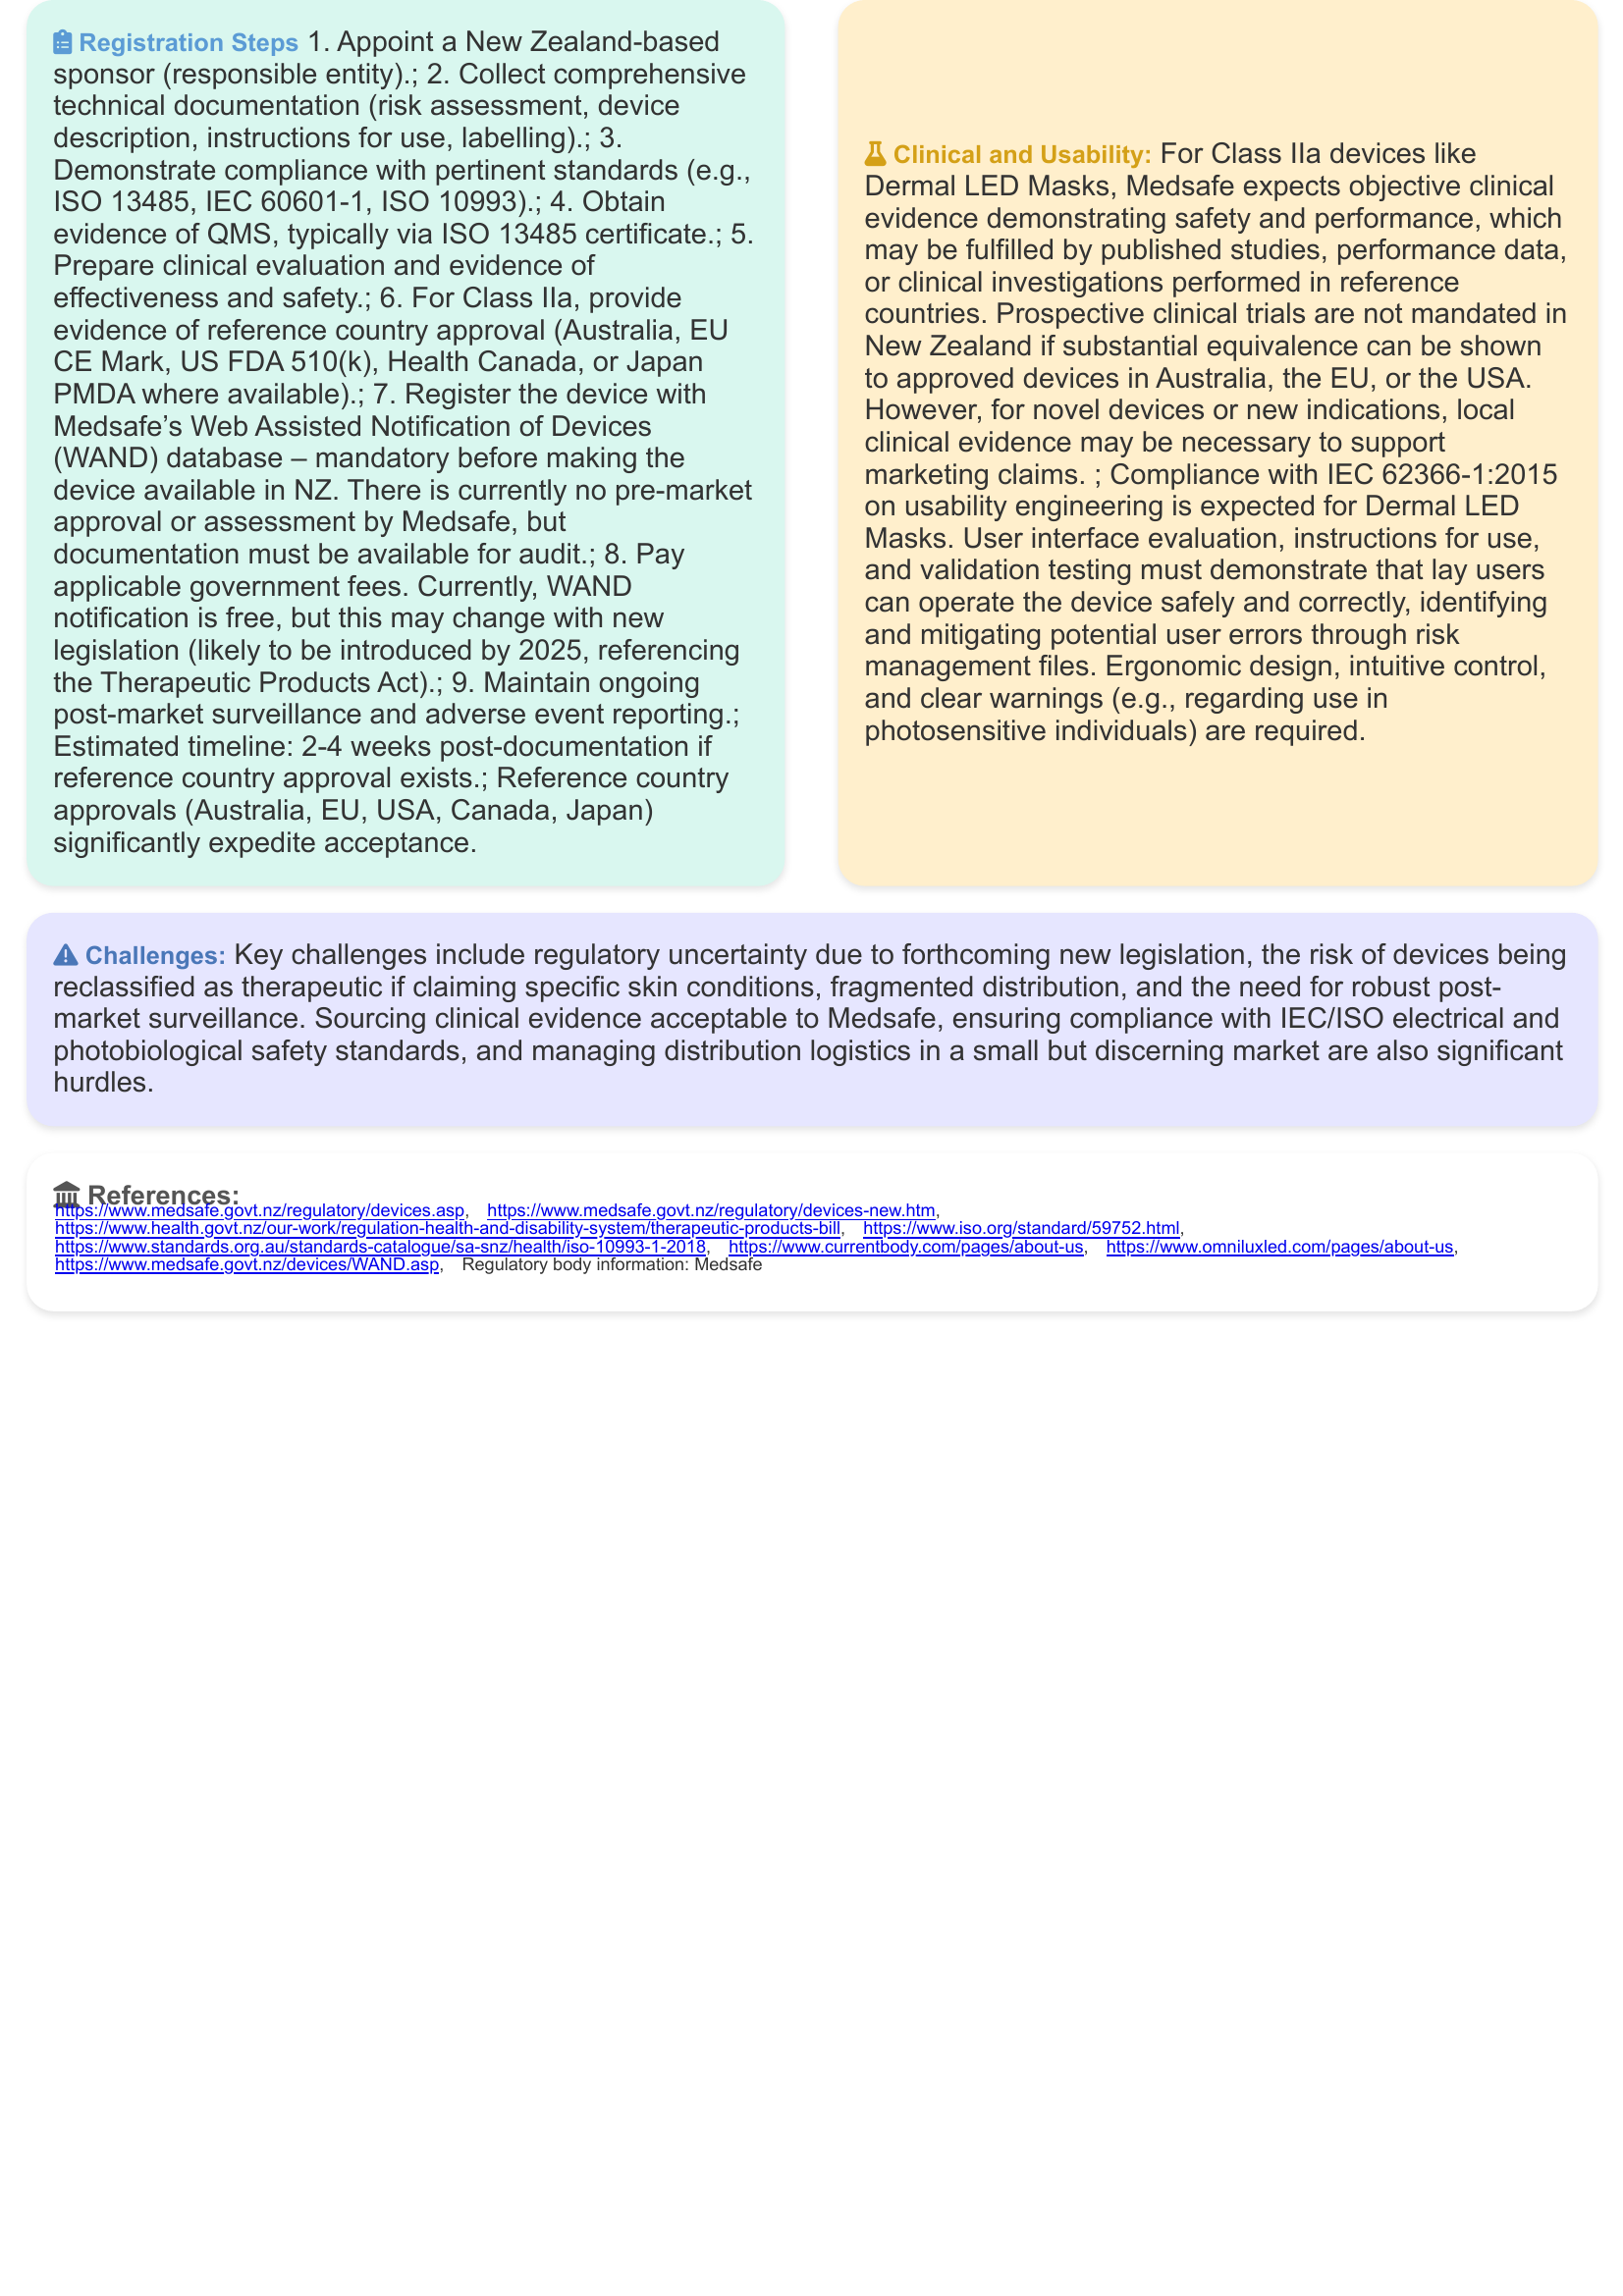 Registration Steps 1. Appoint a New Zealand-based
sponsor (responsible entity).; 2. Collect comprehensive
technical documentation (risk assessment, device
description, instructions for use, labelling).; 3.
Demonstrate compliance with pertinent standards (e.g.,
ISO 13485, IEC 60601-1, ISO 10993).; 4. Obtain
evidence of QMS, typically via ISO 13485 certificate.; 5.
Prepare clinical evaluation and evidence of
effectiveness and safety.; 6. For Class IIa, provide
evidence of reference country approval (Australia, EU
CE Mark, US FDA 510(k), Health Canada, or Japan
PMDA where available).; 7. Register the device with
Medsafe’s Web Assisted Notification of Devices
(WAND) database – mandatory before making the
device available in NZ. There is currently no pre-market
approval or assessment by Medsafe, but
documentation must be available for audit.; 8. Pay
applicable government fees. Currently, WAND
notification is free, but this may change with new
legislation (likely to be introduced by 2025, referencing
the Therapeutic Products Act).; 9. Maintain ongoing
post-market surveillance and adverse event reporting.;
Estimated timeline: 2-4 weeks post-documentation if
reference country approval exists.; Reference country
approvals (Australia, EU, USA, Canada, Japan)
significantly expedite acceptance.
Clinical and Usability: For Class IIa devices like
Dermal LED Masks, Medsafe expects objective clinical
evidence demonstrating safety and performance, which
may be fulfilled by published studies, performance data,
or clinical investigations performed in reference
countries. Prospective clinical trials are not mandated in
New Zealand if substantial equivalence can be shown
to approved devices in Australia, the EU, or the USA.
However, for novel devices or new indications, local
clinical evidence may be necessary to support
marketing claims. ; Compliance with IEC 62366-1:2015
on usability engineering is expected for Dermal LED
Masks. User interface evaluation, instructions for use,
and validation testing must demonstrate that lay users
can operate the device safely and correctly, identifying
and mitigating potential user errors through risk
management files. Ergonomic design, intuitive control,
and clear warnings (e.g., regarding use in
photosensitive individuals) are required.
Challenges: Key challenges include regulatory uncertainty due to forthcoming new legislation, the risk of devices being
reclassified as therapeutic if claiming specific skin conditions, fragmented distribution, and the need for robust post-
market surveillance. Sourcing clinical evidence acceptable to Medsafe, ensuring compliance with IEC/ISO electrical and
photobiological safety standards, and managing distribution logistics in a small but discerning market are also significant
hurdles.
References:
https://www.medsafe.govt.nz/regulatory/devices.asp, https://www.medsafe.govt.nz/regulatory/devices-new.htm,
https://www.health.govt.nz/our-work/regulation-health-and-disability-system/therapeutic-products-bill, https://www.iso.org/standard/59752.html,
https://www.standards.org.au/standards-catalogue/sa-snz/health/iso-10993-1-2018, https://www.currentbody.com/pages/about-us, https://www.omniluxled.com/pages/about-us,
https://www.medsafe.govt.nz/devices/WAND.asp, Regulatory body information: Medsafe